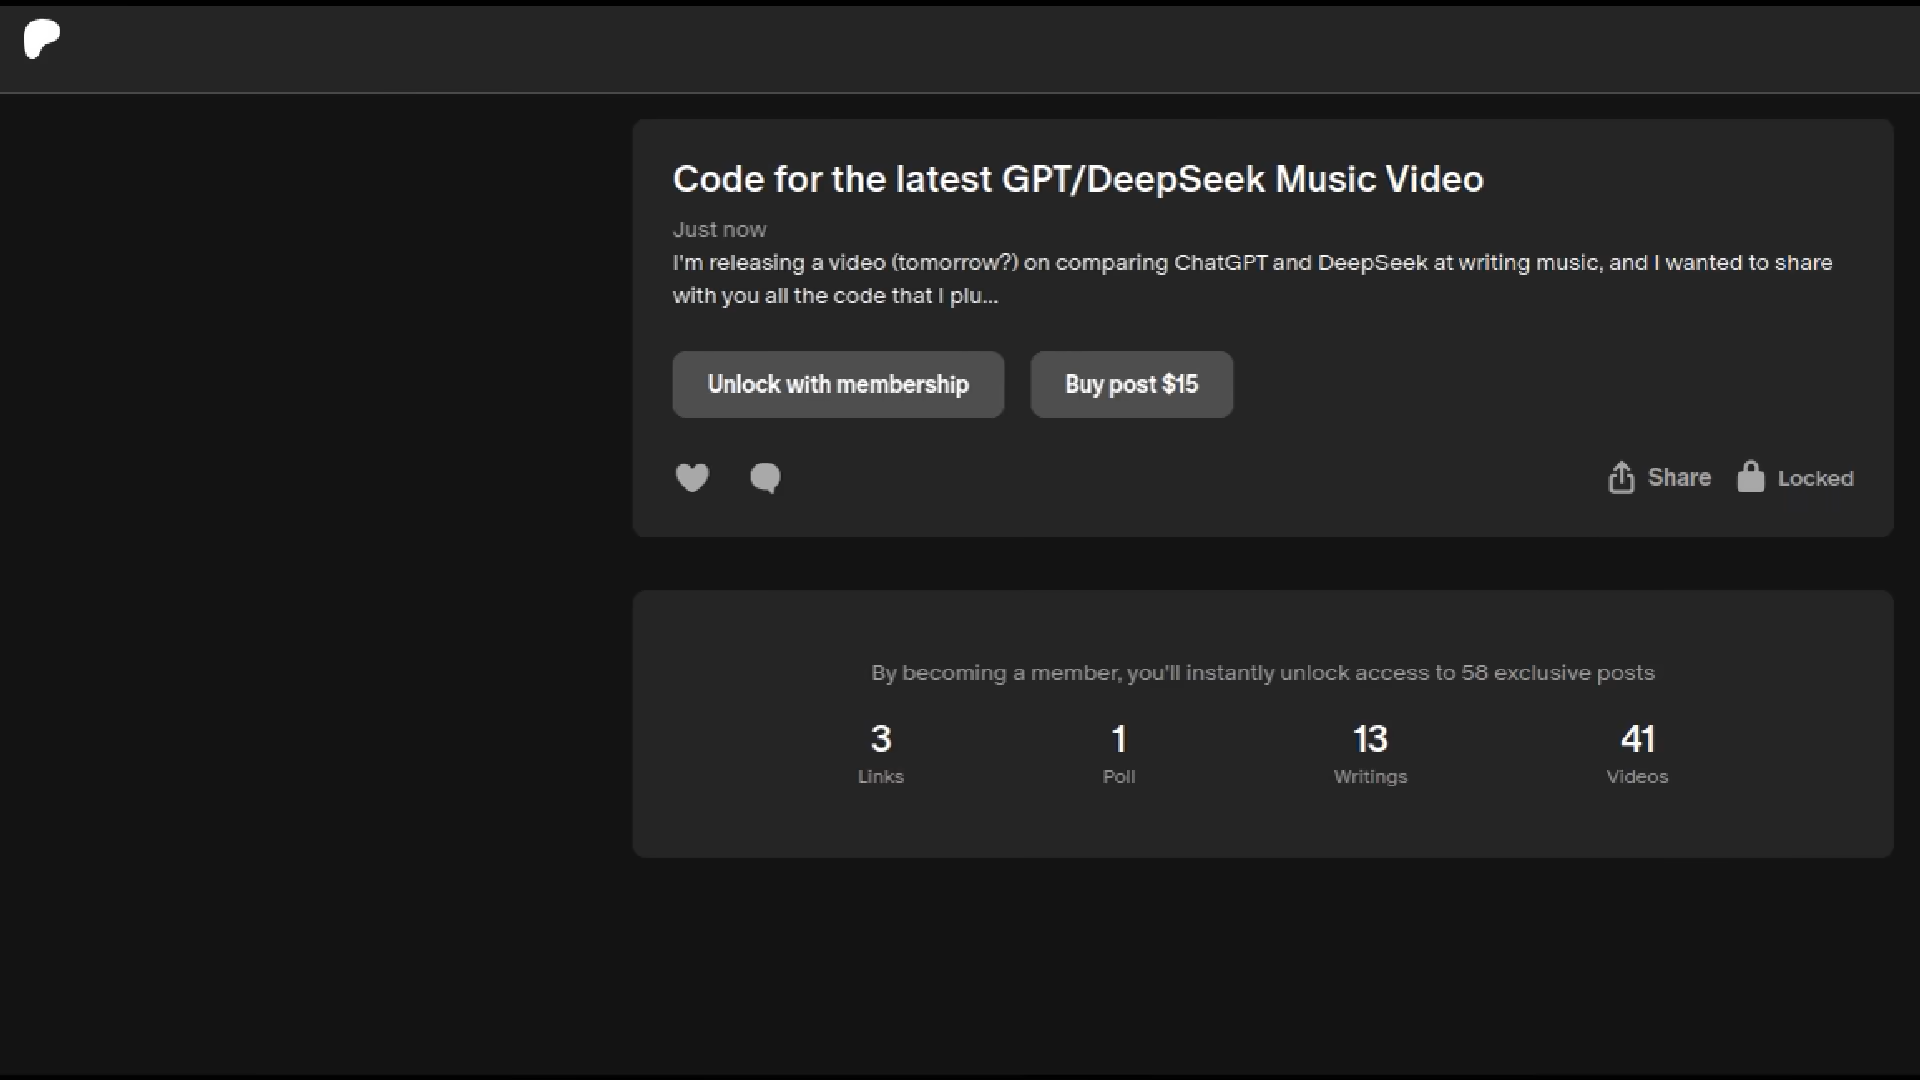 Code for the latest GPT/DeepSeek Music Video
Just now
I'm releasing a video (tomorrow?) on comparing ChatGPT and DeepSeek at writing music, and I wanted to share
with you all the code that I plu...
Unlock with membership
Buy post $15
Share
Locked
By becoming a member, you'll instantly unlock access to 58 exclusive posts
3
Links
1
Poll
13
Writings
41
Videos